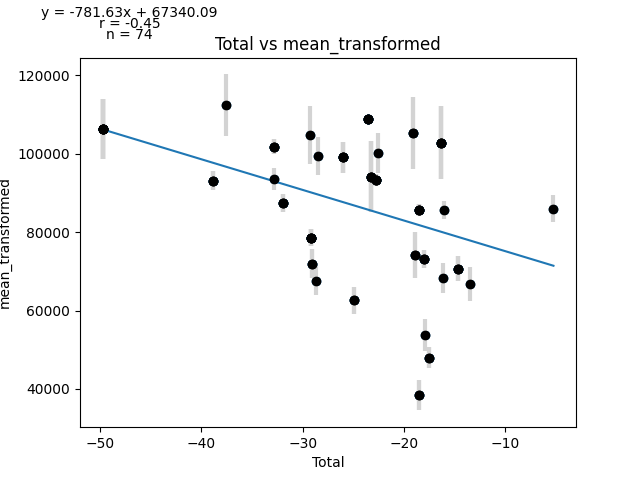 y = -781.63x + 67340.09
r = -0.45
n = 74
Total vs mean_transformed
120000
100000
80000
60000
40000
mean_transformed
−50
−40
−30
−20
−10
Total